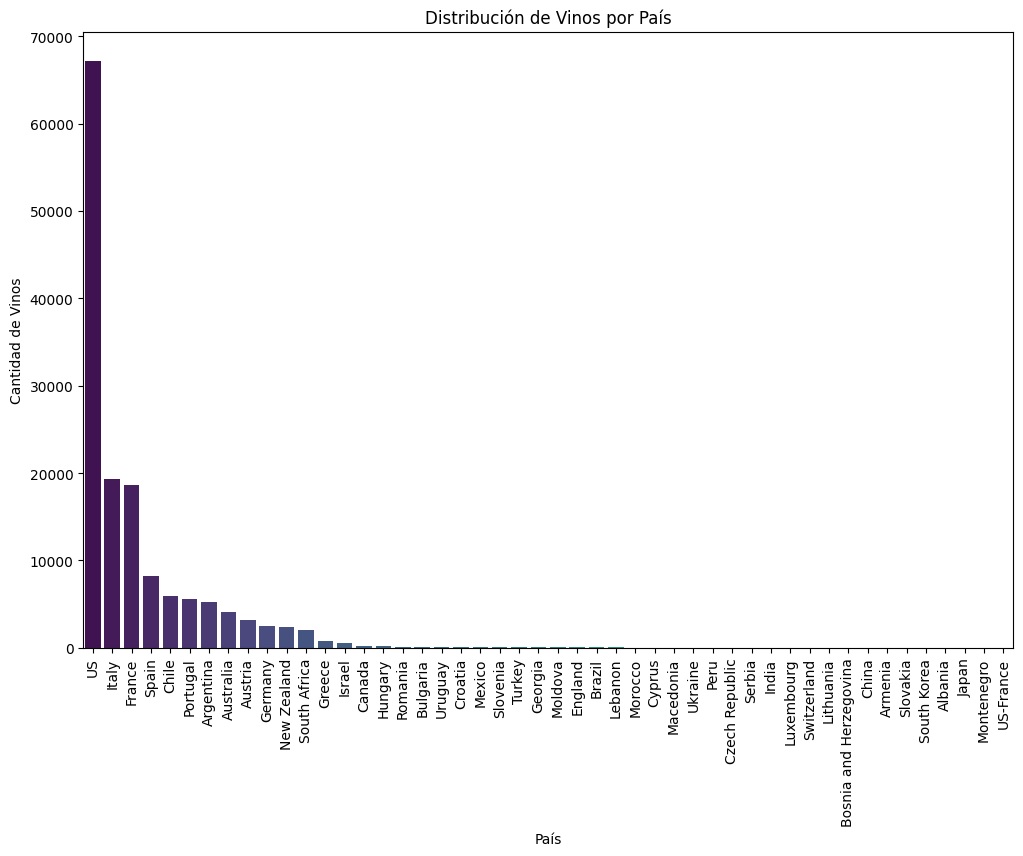 Distribución de Vinos por País
70000
60000
50000
40000
30000
20000
10000
0
Cantidad de Vinos
US
Italy
France
Spain
Chile
Portugal
Argentina
Australia
Austria
Germany
New Zealand
South Africa
Greece
Israel
Canada
Hungary
Romania
Bulgaria
Uruguay
Croatia
Mexico
Slovenia
Turkey
Georgia
Moldova
England
Brazil
Lebanon
Morocco
Cyprus
Macedonia
Ukraine
Peru
Czech Republic
Serbia
India
Luxembourg
Switzerland
Lithuania
Bosnia and Herzegovina
China
Armenia
Slovakia
South Korea
Albania
Japan
Montenegro
US-France
País